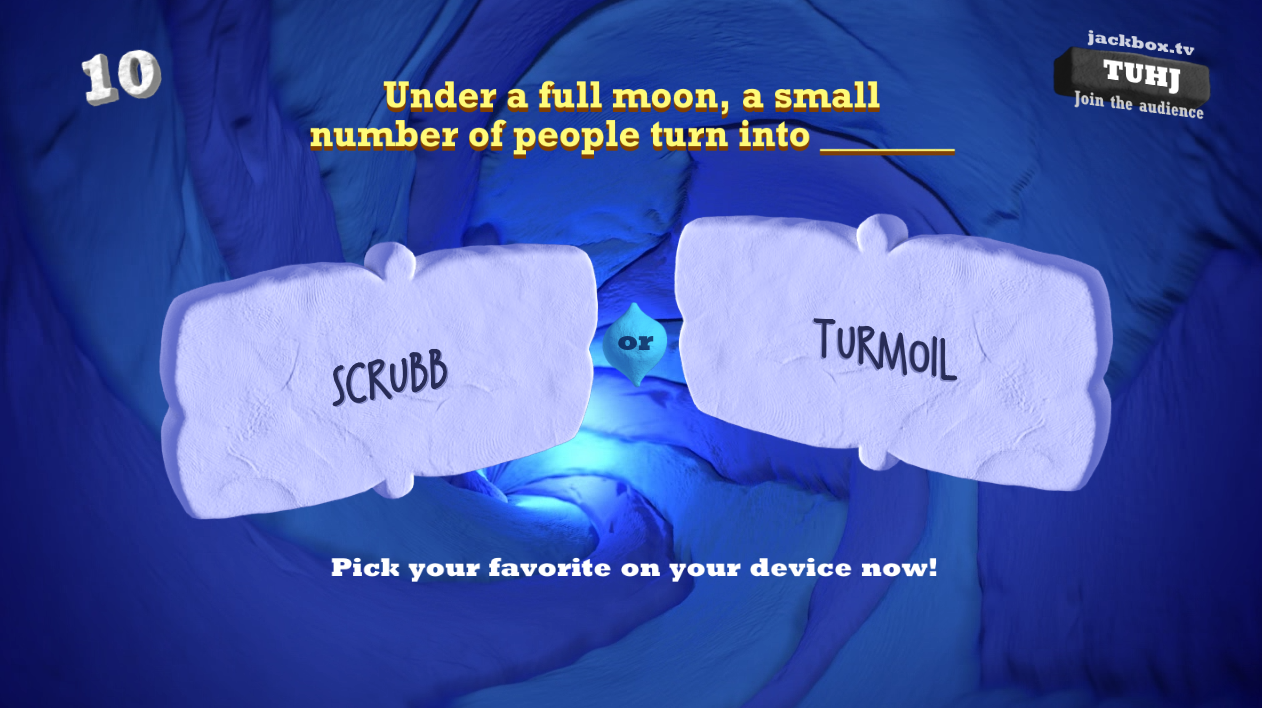 10
jackbox.tv
TUHJ
Join the audience
Under a full moon, a small
number of people turn into ________
SCRUBB
or
TURMOIL
Pick your favorite on your device now!